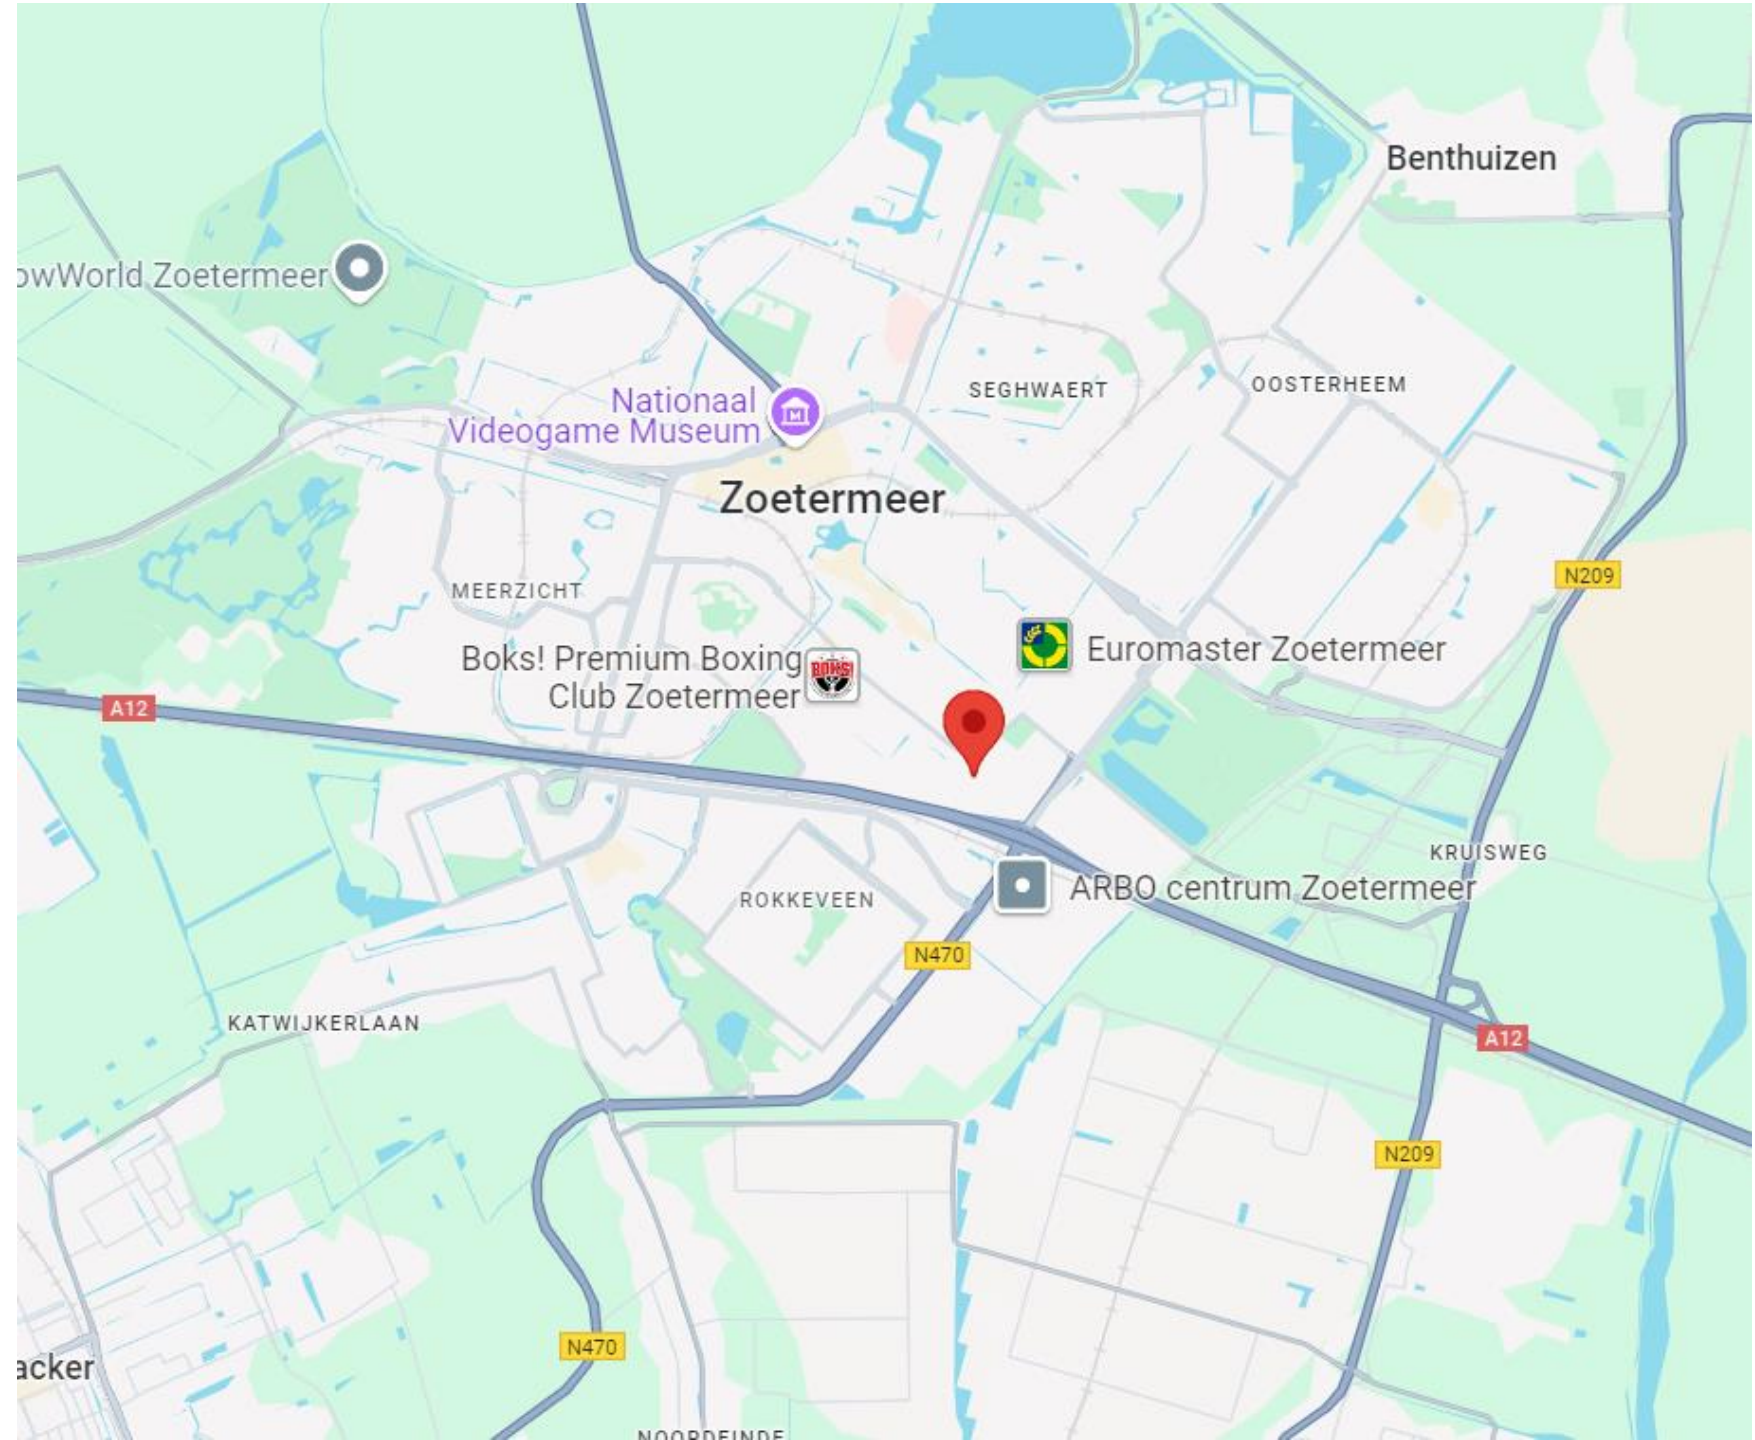 Benthuizen
owWorld Zoetermeer
SEGHWAERT
OOSTERHEEM
Nationaal
Videogame Museum
Zoetermeer
N209
MEERZICHT
Boks! Premium Boxing
Club Zoetermeer
BOKS!
Euromaster Zoetermeer
A12
KRUISWEG
ARBO centrum Zoetermeer
ROKKEVEEN
N470
KATWIJKERLAAN
A12
N209
N470
acker
NOORDEINDE